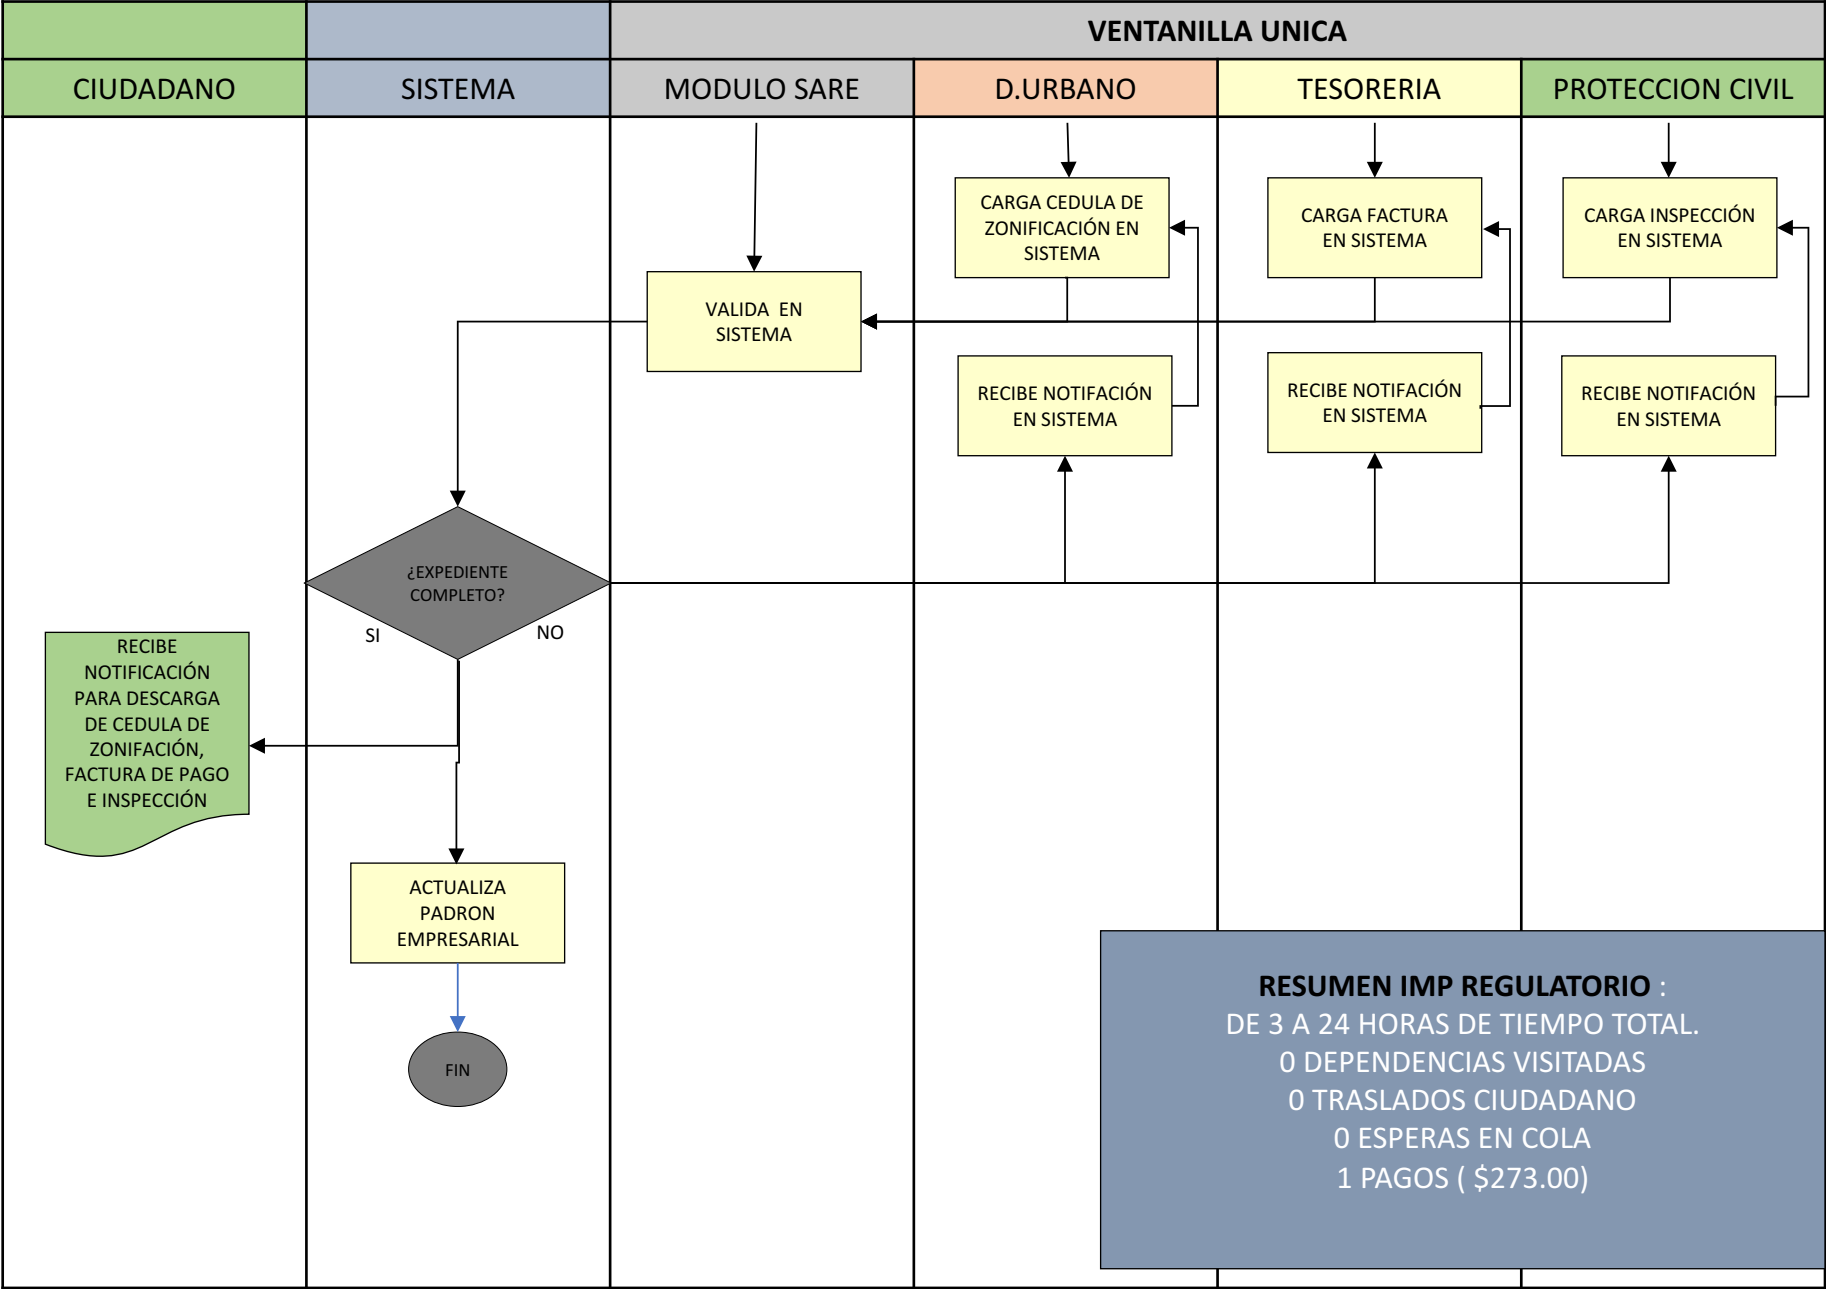 VENTANILLA UNICA
CIUDADANO
SISTEMA
MODULO SARE
D.URBANO
TESORERIA
PROTECCION CIVIL
CARGA CEDULA DE
ZONIFICACIÓN EN
SISTEMA
CARGA FACTURA
EN SISTEMA
CARGA INSPECCIÓN
EN SISTEMA
VALIDA EN
SISTEMA
RECIBE NOTIFACIÓN
EN SISTEMA
RECIBE NOTIFACIÓN
EN SISTEMA
RECIBE NOTIFACIÓN
EN SISTEMA
¿EXPEDIENTE
COMPLETO?
SI
NO
RECIBE
NOTIFICACIÓN
PARA DESCARGA
DE CEDULA DE
ZONIFACIÓN,
FACTURA DE PAGO
E INSPECCIÓN
ACTUALIZA
PADRON
EMPRESARIAL
FIN
RESUMEN IMP REGULATORIO :
DE 3 A 24 HORAS DE TIEMPO TOTAL.
0 DEPENDENCIAS VISITADAS
0 TRASLADOS CIUDADANO
0 ESPERAS EN COLA
1 PAGOS ( $273.00)